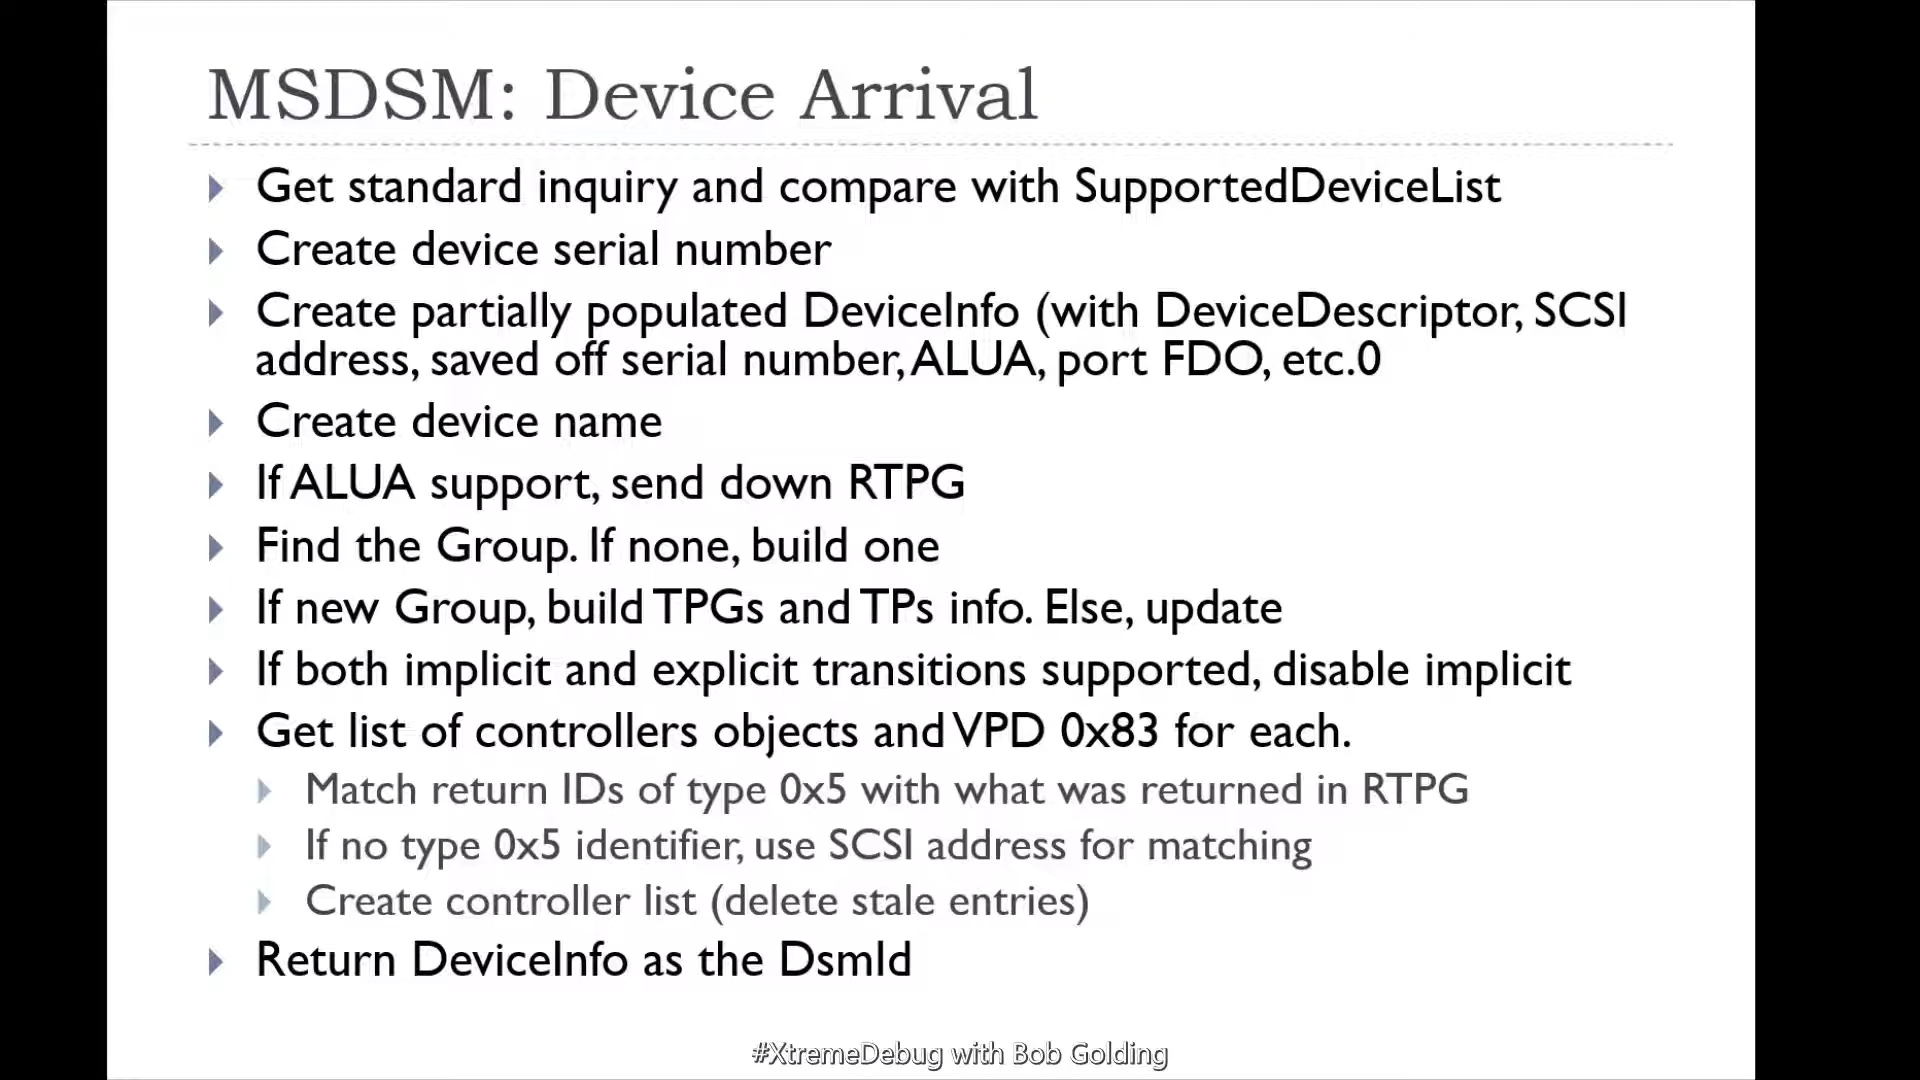 MSDSM: Device Arrival
Get standard inquiry and compare with SupportedDeviceList
Create device serial number
Create partially populated DeviceInfo (with DeviceDescriptor, SCSI
address, saved off serial number, ALUA, port FDO, etc.0
Create device name
If ALUA support, send down RTPG
Find the Group. If none, build one
If new Group, build TPGs and TPs info. Else, update
If both implicit and explicit transitions supported, disable implicit
Get list of controllers objects and VPD 0x83 for each.
Match return IDs of type 0x5 with what was returned in RTPG
If no type 0x5 identifier, use SCSI address for matching
Create controller list (delete stale entries)
Return DeviceInfo as the DsmId
#XtremeDebug with Bob Golding